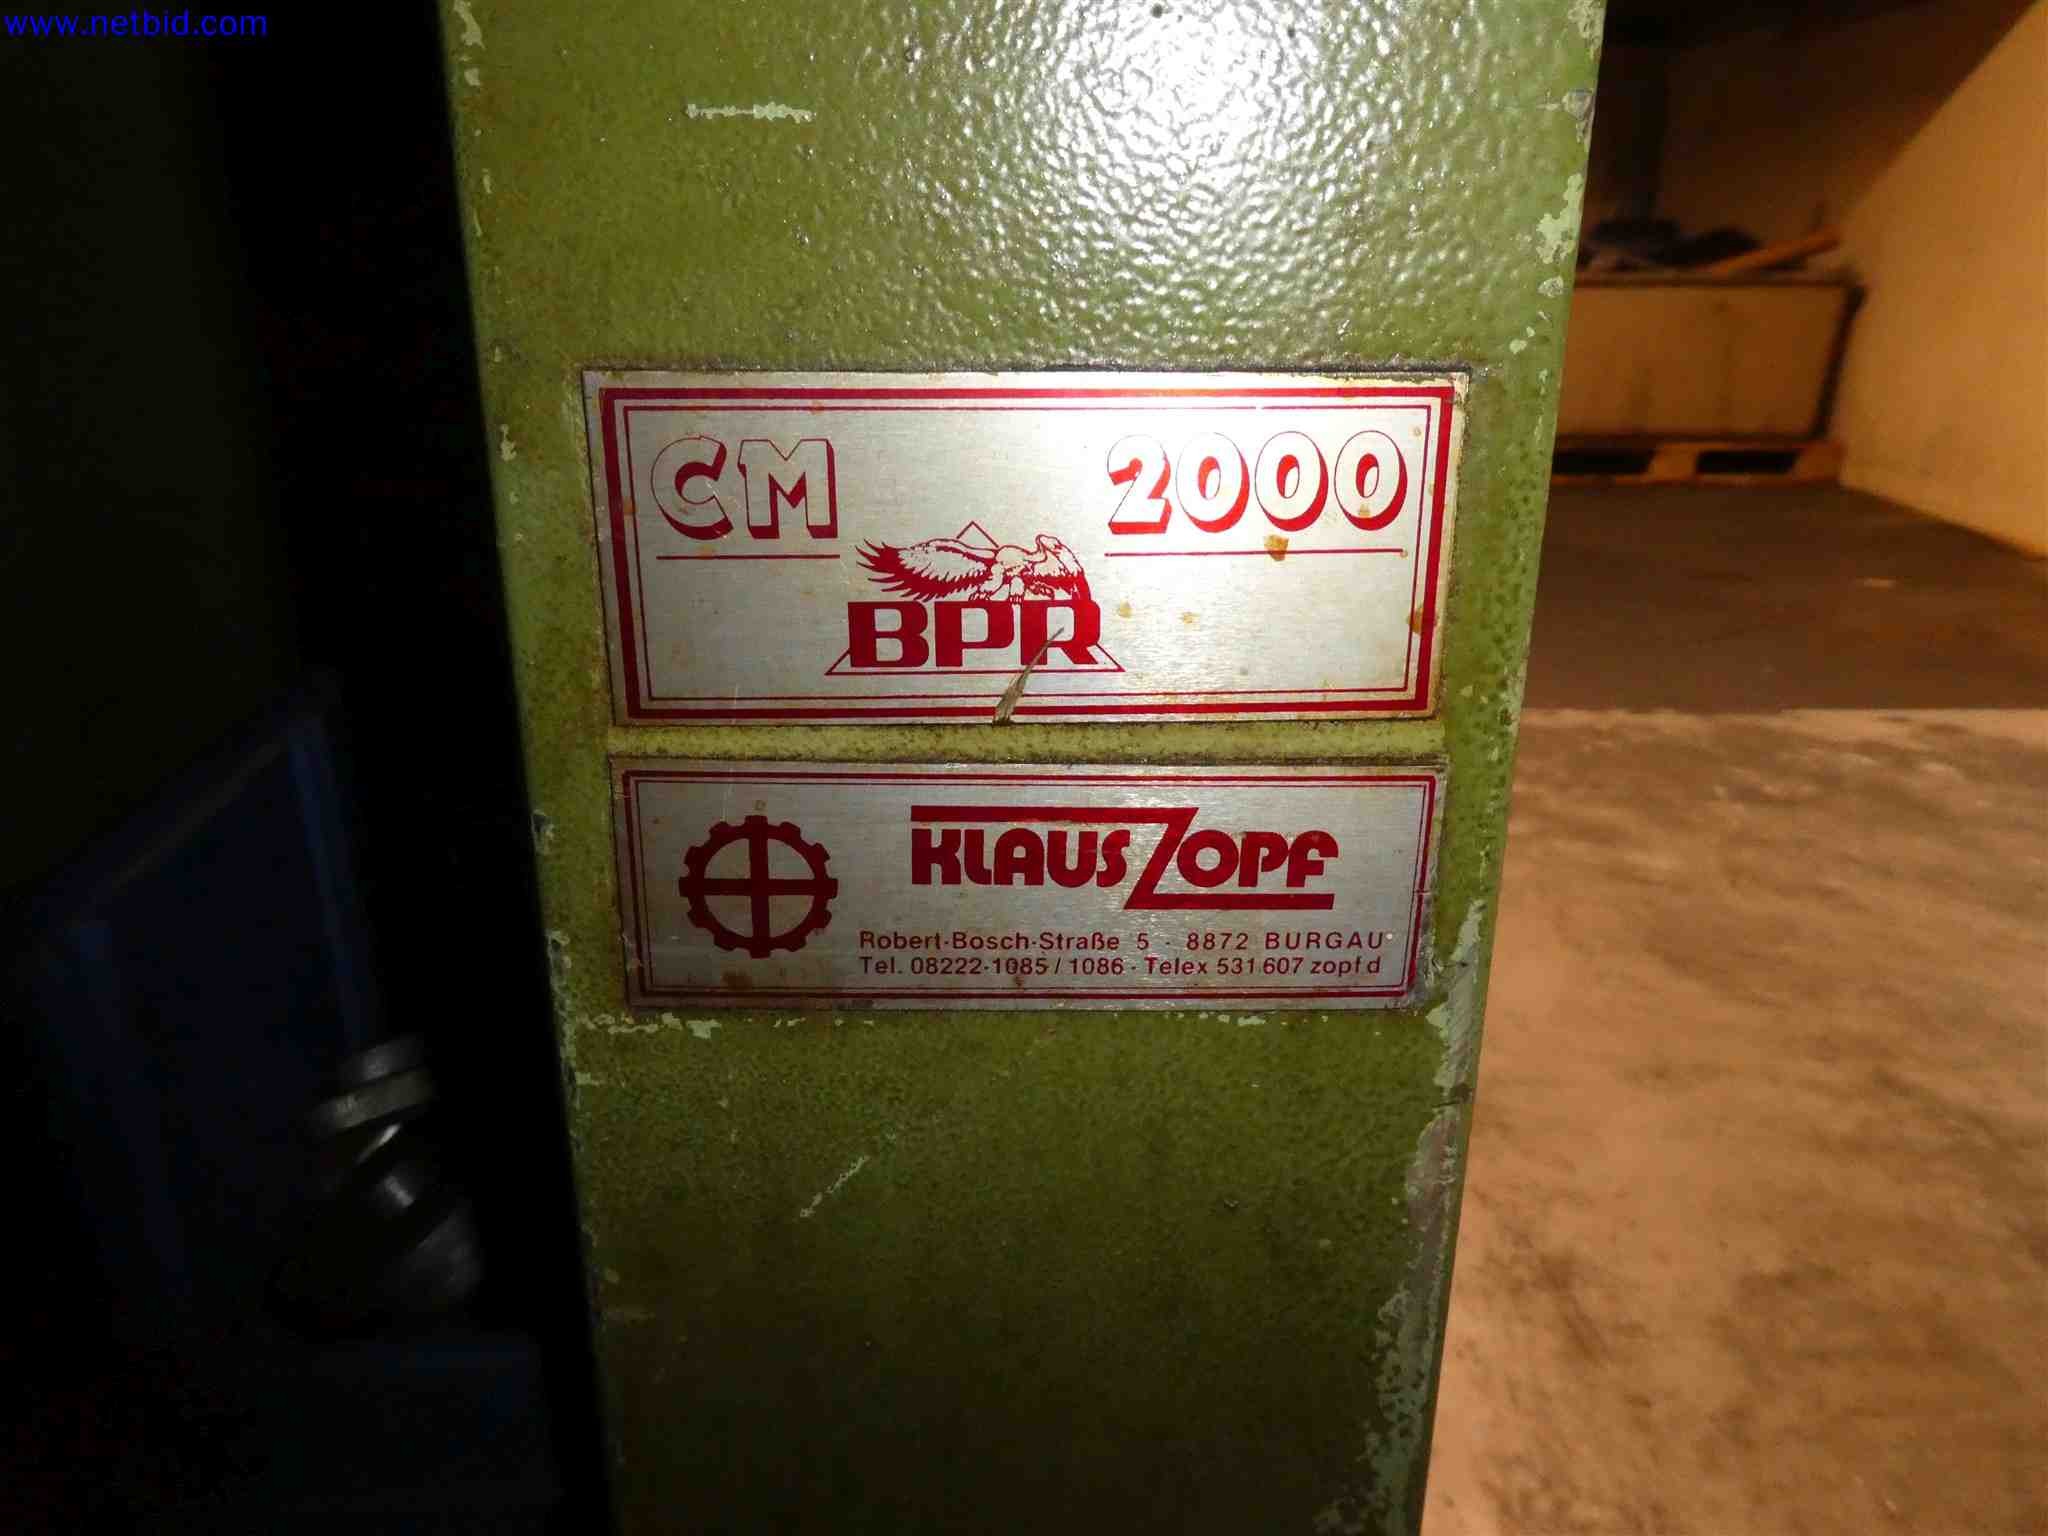 www.netbid.com
CM 2000
BPR
KLAUS ZOPF
Robert-Bosch-Straße 5 - 8872 BURGAU
Tel. 08222-1085/1086 - Telex 531 607 zopf d